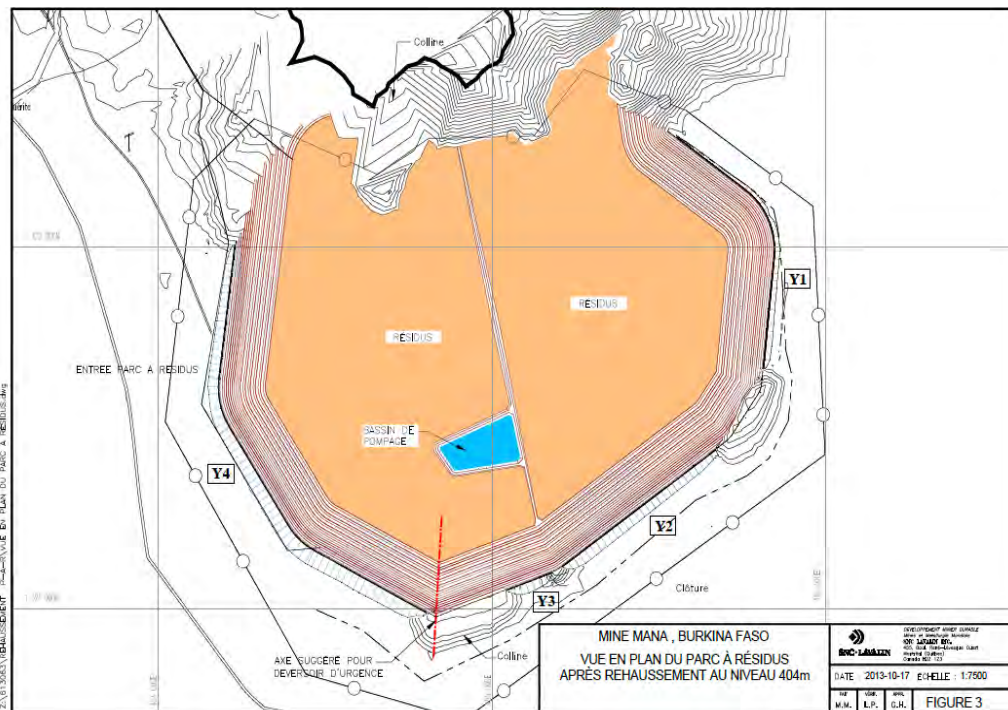 Colline
RÉSIDUS
RÉSIDUS
Y1
ENTREE PARC A RESIDUS
BASSIN DE
POMPAGE
Y4
Y2
Y3
Clôture
Colline
AXE SUGGÉRÉ POUR
DEVERSOIR D'URGENCE
MINE MANA , BURKINA FASO
VUE EN PLAN DU PARC À RÉSIDUS
APRÈS REHAUSSEMENT AU NIVEAU 404m
SNC-LAVALIN
DATE : 2013-10-17 ÉCHELLE : 1:7500
M.M. L.P. G.H. FIGURE 3